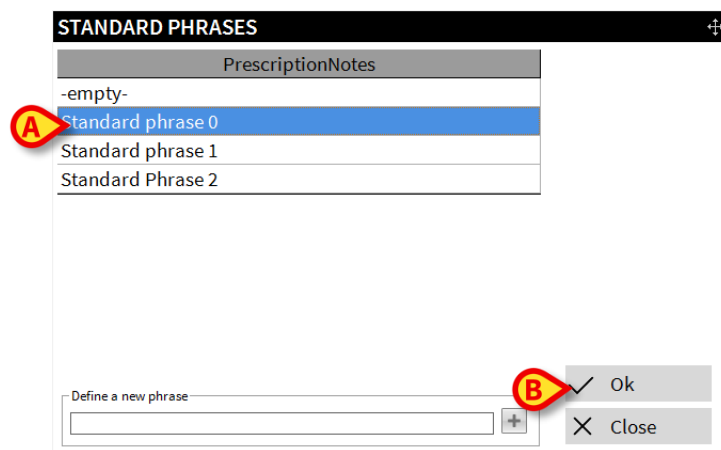 STANDARD PHRASES
PrescriptionNotes
-empty-
A
Standard phrase 0
Standard phrase 1
Standard Phrase 2
Define a new phrase
+
B
Ok
Close